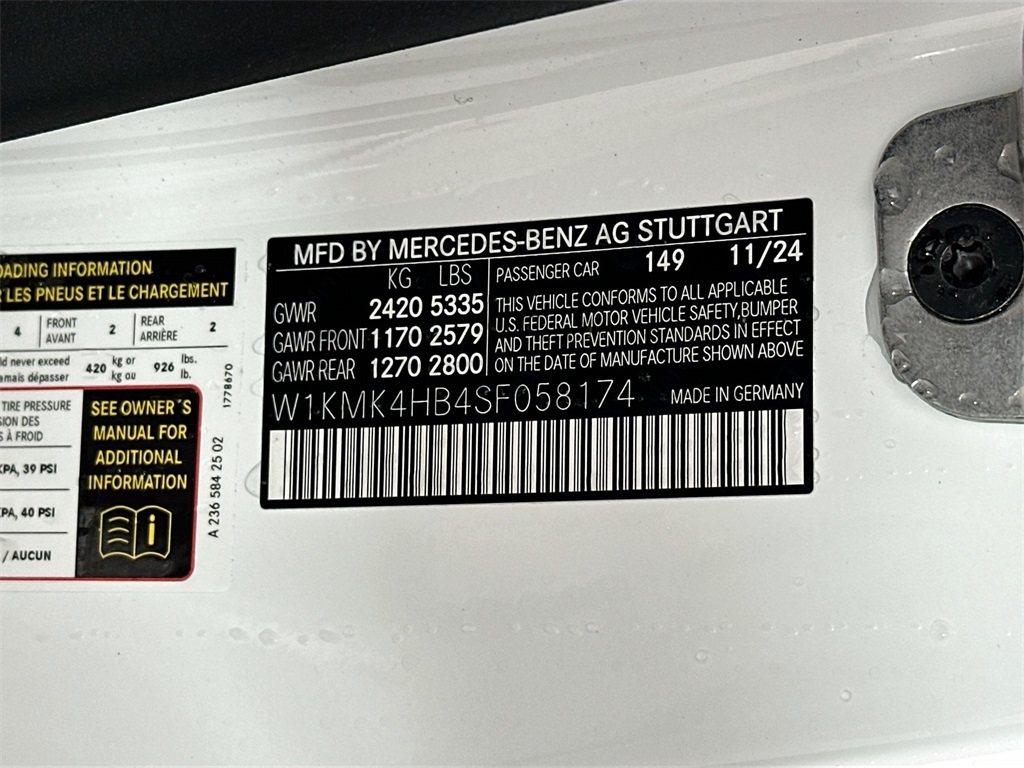 MFD BY MERCEDES-BENZ AG STUTTGART
KG LBS
GVWR 2420 5335
GAWR FRONT 1170 2579
GAWR REAR 1270 2800
PASSENGER CAR 149 11/24
THIS VEHICLE CONFORMS TO ALL APPLICABLE
U.S. FEDERAL MOTOR VEHICLE SAFETY,BUMPER
AND THEFT PREVENTION STANDARDS IN EFFECT
ON THE DATE OF MANUFACTURE SHOWN ABOVE
W1KMK4HB4SF058174 MADE IN GERMANY
OADING INFORMATION
LES PNEUS ET LE CHARGEMENT
4 FRONT 2 REAR 2
AVANT ARRIÈRE
never exceed 420 kg or 926 lbs.
amais dépasser kg ou lb.
TIRE PRESSURE
SION DES
À FROID
KPA, 39 PSI
PA, 40 PSI
/ AUCUN
SEE OWNER´S
MANUAL FOR
ADDITIONAL
INFORMATION
i
1778670
A 236 584 25 02